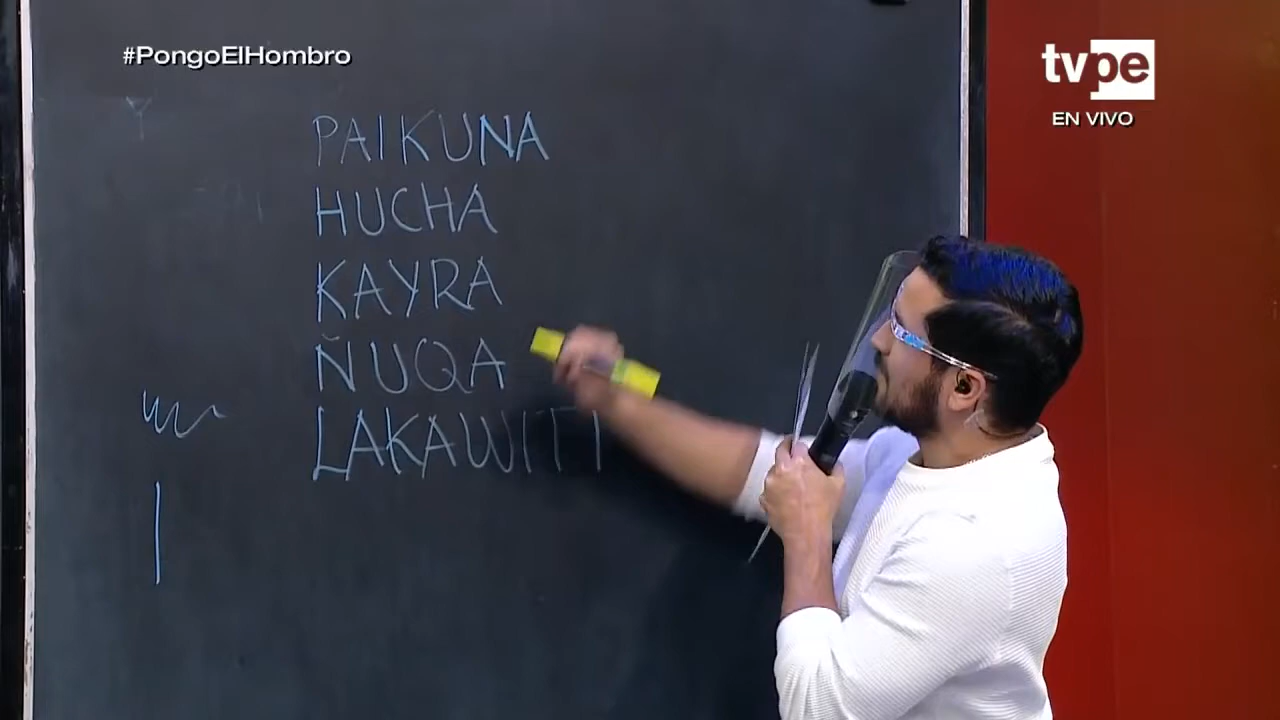 #PongoElHombro
tvpe
EN VIVO
PAIKUNA
HUCHA
KAYRA
ÑUQA
LAKAWITI